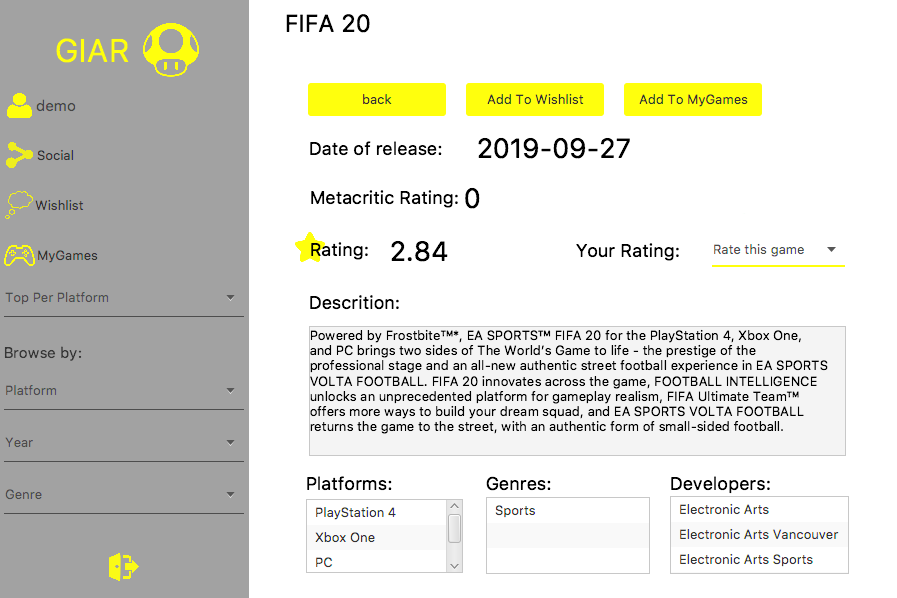 GIAR
demo
Social
Wishlist
MyGames
Top Per Platform
Browse by:
Platform
Year
Genre
FIFA 20
back
Add To Wishlist
Add To MyGames
Date of release: 2019-09-27
Metacritic Rating: 0
Rating: 2.84
Your Rating: Rate this game
Descrition:
Powered by Frostbite™*, EA SPORTS™ FIFA 20 for the PlayStation 4, Xbox One,
and PC brings two sides of The World's Game to life - the prestige of the
professional stage and an all-new authentic street football experience in EA SPORTS
VOLTA FOOTBALL. FIFA 20 innovates across the game, FOOTBALL INTELLIGENCE
unlocks an unprecedented platform for gameplay realism, FIFA Ultimate Team™
offers more ways to build your dream squad, and EA SPORTS VOLTA FOOTBALL
returns the game to the street, with an authentic form of small-sided football.
Platforms:
PlayStation 4
Xbox One
PC
Genres:
Sports
Developers:
Electronic Arts
Electronic Arts Vancouver
Electronic Arts Sports